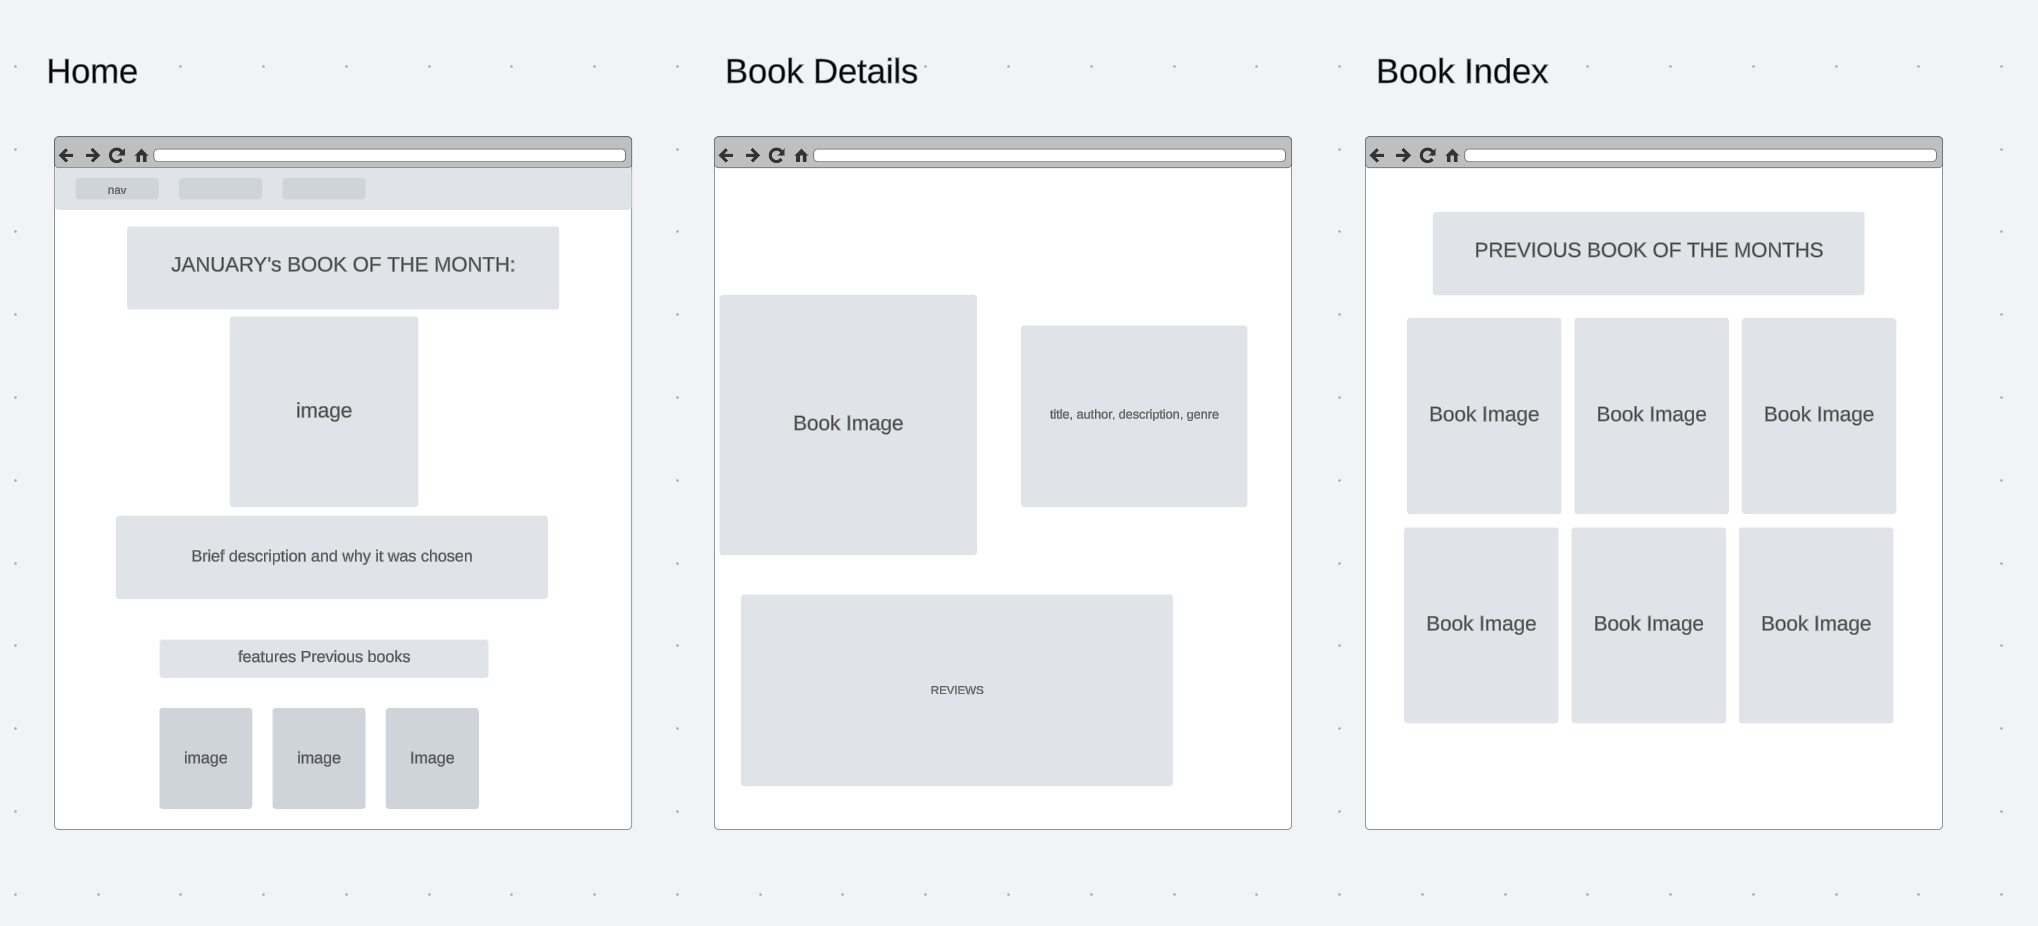 Home
nav
JANUARY's BOOK OF THE MONTH:
image
Brief description and why it was chosen
features Previous books
image
image
Image
Book Details
Book Image
title, author, description, genre
REVIEWS
Book Index
PREVIOUS BOOK OF THE MONTHS
Book Image
Book Image
Book Image
Book Image
Book Image
Book Image